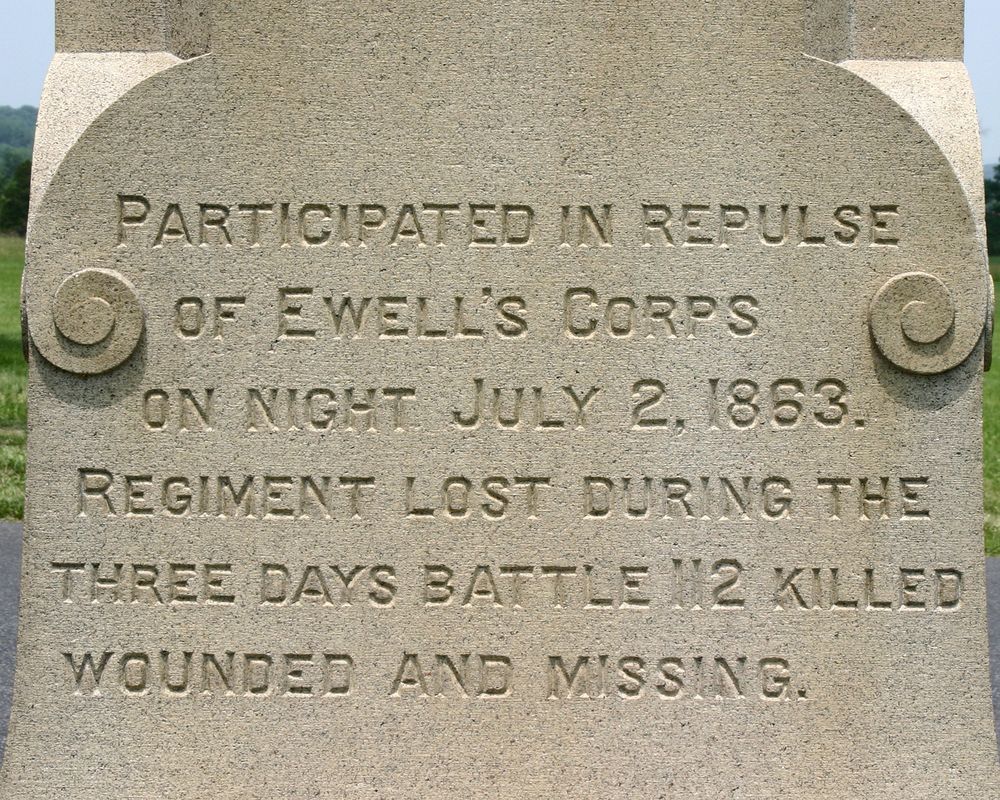 PARTICIPATED IN REPULSE
OF EWELL'S CORPS
ON NIGHT JULY 2, 1863.
REGIMENT LOST DURING THE
THREE DAYS BATTLE 112 KILLED
WOUNDED AND MISSING.